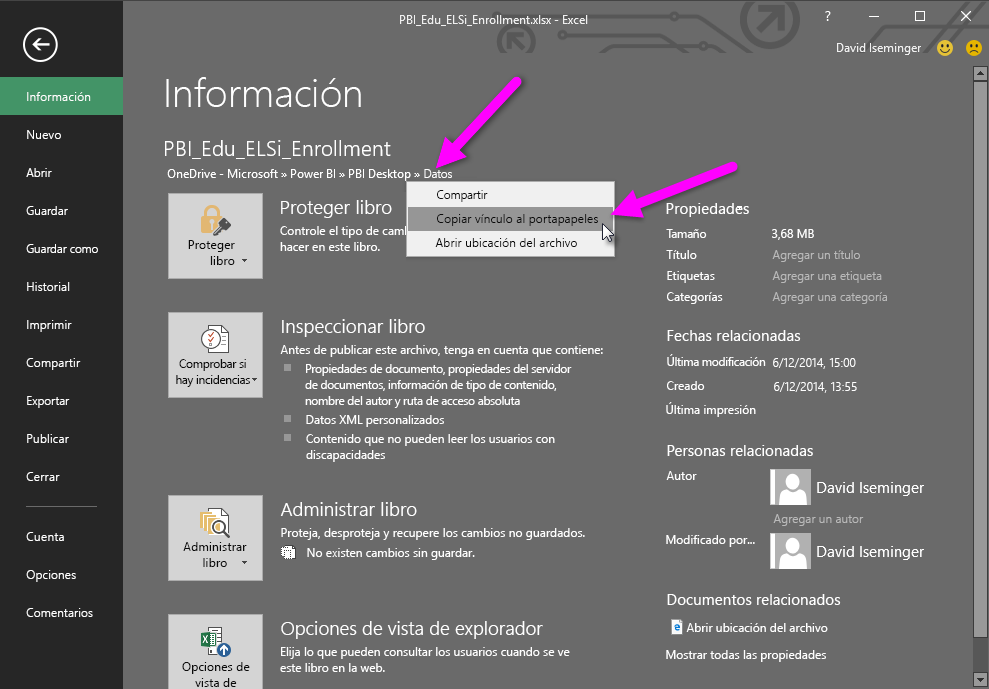 PBI_Edu_ELSi_Enrollment.xlsx - Excel
?
David Iseminger
Información
Nuevo
Abrir
Guardar
Guardar como
Historial
Imprimir
Compartir
Exportar
Publicar
Cerrar
Cuenta
Opciones
Comentarios
Información
PBI_Edu_ELSi_Enrollment
OneDrive - Microsoft » Power BI » PBI Desktop » Datos
Compartir
Copiar vínculo al portapapeles
Abrir ubicación del archivo
Proteger
libro
Proteger libro
Controle el tipo de caml
hacer en este libro.
Comprobar si
hay incidencias
Inspeccionar libro
Antes de publicar este archivo, tenga en cuenta que contiene:
Propiedades de documento, propiedades del servidor
de documentos, información de tipo de contenido,
nombre del autor y ruta de acceso absoluta
Datos XML personalizados
Contenido que no pueden leer los usuarios con
discapacidades
Administrar
libro
Administrar libro
Proteja, desproteja y recupere los cambios no guardados.
No existen cambios sin guardar.
Opciones de
vista de
Opciones de vista de explorador
Elija lo que pueden consultar los usuarios cuando se ve
este libro en la web.
Propiedades
Tamaño 3,68 MB
Título Agregar un título
Etiquetas Agregar una etiqueta
Categorías Agregar una categoría
Fechas relacionadas
Última modificación 6/12/2014, 15:00
Creado 6/12/2014, 13:55
Última impresión
Personas relacionadas
Autor David Iseminger
Agregar un autor
Modificado por... David Iseminger
Documentos relacionados
Abrir ubicación del archivo
Mostrar todas las propiedades